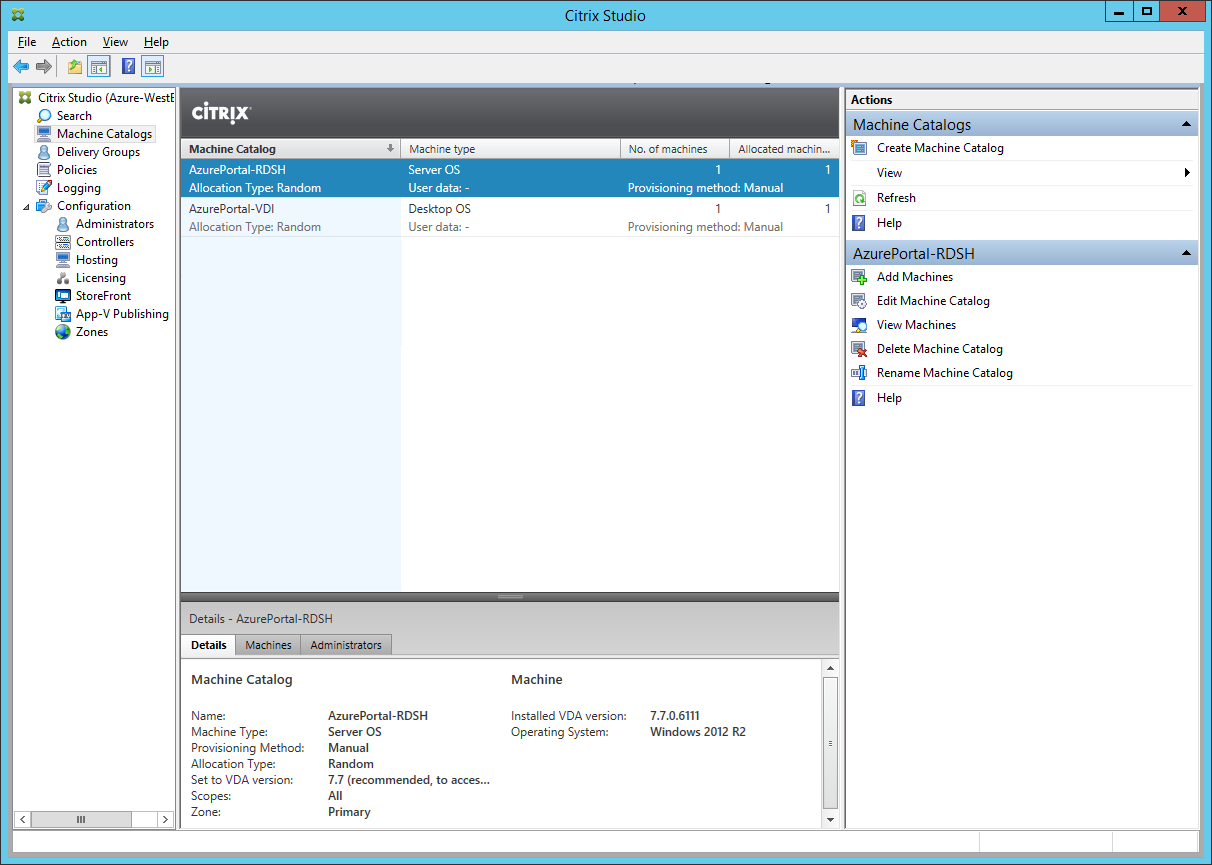 Citrix Studio
File Action View Help
Citrix Studio (Azure-WestE
Search
Machine Catalogs
Delivery Groups
Policies
Logging
Configuration
Administrators
Controllers
Hosting
Licensing
StoreFront
App-V Publishing
Zones
CİTRIX
Machine Catalog Machine type No. of machines Allocated machin...
AzurePortal-RDSH Server OS 1 1
Allocation Type: Random User data: - Provisioning method: Manual
AzurePortal-VDI Desktop OS 1 1
Allocation Type: Random User data: - Provisioning method: Manual
Details - AzurePortal-RDSH
Details Machines Administrators
Machine Catalog Machine
Name: AzurePortal-RDSH Installed VDA version: 7.7.0.6111
Machine Type: Server OS Operating System: Windows 2012 R2
Provisioning Method: Manual
Allocation Type: Random
Set to VDA version: 7.7 (recommended, to acces...
Scopes: All
Zone: Primary
Actions
Machine Catalogs
Create Machine Catalog
View
Refresh
Help
AzurePortal-RDSH
Add Machines
Edit Machine Catalog
View Machines
Delete Machine Catalog
Rename Machine Catalog
Help